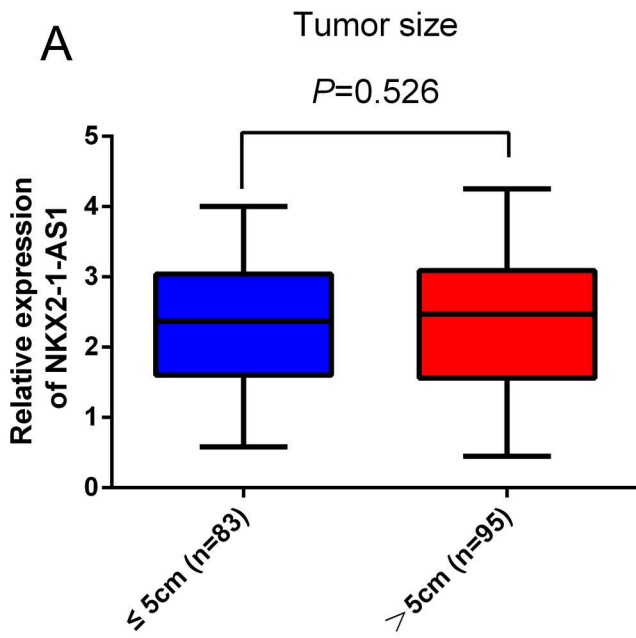 A
Tumor size
P=0.526
Relative expression
of NKX2-1-AS1
5
4
3
2
1
0
≤ 5cm (n=83)
＞5cm (n=95)